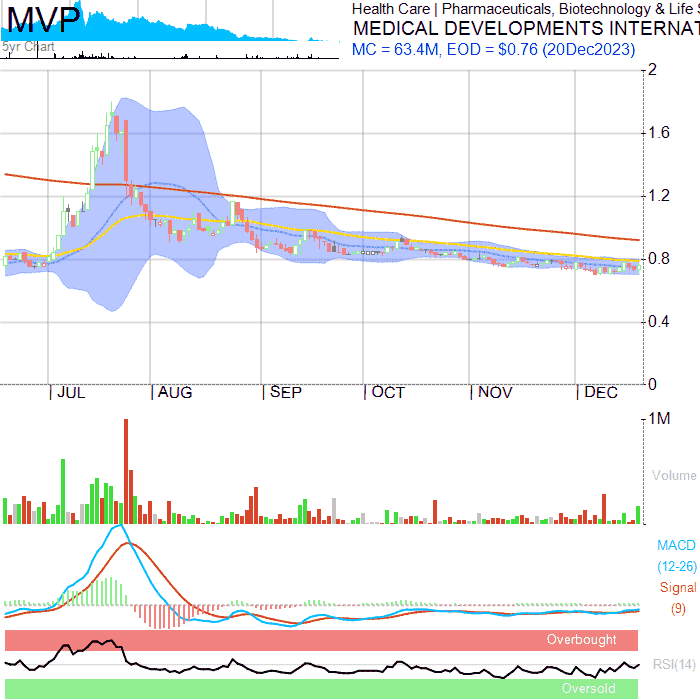 MVP
5yr Chart
Health Care | Pharmaceuticals, Biotechnology & Life
MEDICAL DEVELOPMENTS INTERNAT
MC = 63.4M, EOD = $0.76 (20Dec2023)
2
1.6
1.2
0.8
0.4
0
JUL AUG SEP OCT NOV DEC
1M
Volume
MACD
(12-26)
Signal
(9)
Overbought
RSI(14)
Oversold